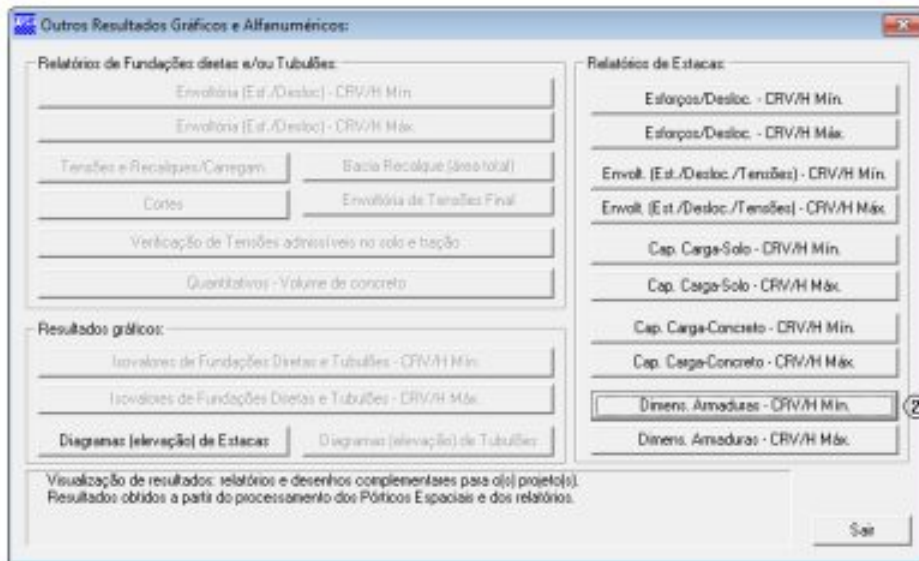 Outros Resultados Gráficos e Alfanuméricos:
Relatórios de Fundações diretas e/ou Tubulões:
Envoltória (Esf./Desloc) - CRV/H Mín.
Envoltória (Esf./Desloc) - CRV/H Máx.
Tensões e Recalques/Carregam.
Bacia Recalque (área total)
Cortes
Envoltória de Tensões Final
Verificação de Tensões admissíveis no solo e tração
Quantitativos - Volume de concreto
Resultados gráficos:
Isovalores de Fundações Diretas e Tubulões - CRV/H Mín.
Isovalores de Fundações Diretas e Tubulões - CRV/H Máx.
Diagramas (elevação) de Estacas
Diagramas (elevação) de Tubulões
Relatórios de Estacas:
Esforços/Desloc. - CRV/H Mín.
Esforços/Desloc. - CRV/H Máx.
Envolt. (Esf./Desloc./Tensões) - CRV/H Mín.
Envolt. (Esf./Desloc./Tensões) - CRV/H Máx.
Cap. Carga-Solo - CRV/H Mín.
Cap. Carga-Solo - CRV/H Máx.
Cap. Carga-Concreto - CRV/H Mín.
Cap. Carga-Concreto - CRV/H Máx.
Dimens. Armaduras - CRV/H Mín.
2
Dimens. Armaduras - CRV/H Máx.
Visualização de resultados: relatórios e desenhos complementares para o(s) projeto(s).
Resultados obtidos a partir do processamento dos Pórticos Espaciais e dos relatórios.
Sair